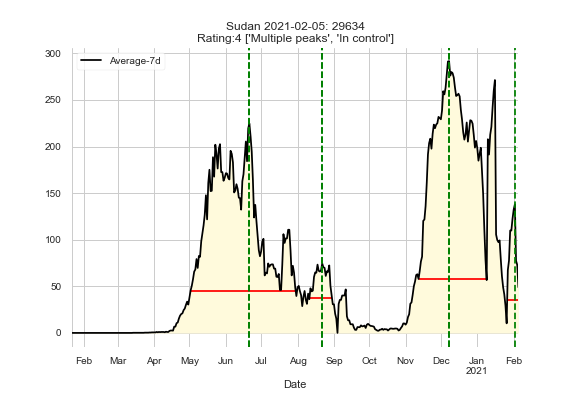 Sudan 2021-02-05: 29634
Rating:4 ['Multiple peaks', 'In control']
Average-7d
300
250
200
150
100
50
0
Feb Mar Apr May Jun Jul Aug Sep Oct Nov Dec Jan Feb
2021
Date